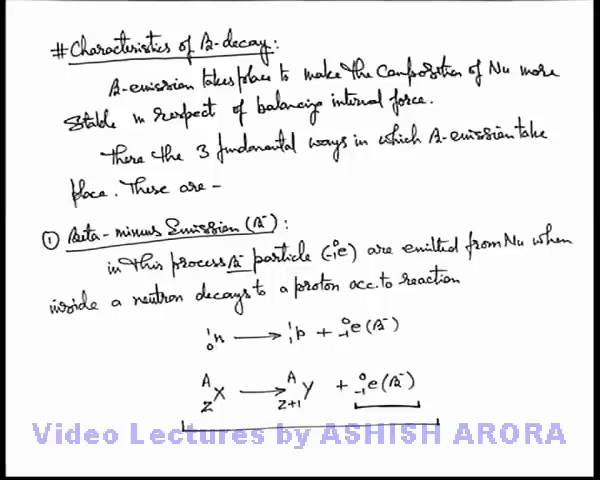 # Characteristics of β-decay :
β-emission takes place to make the composition of Nu more
stable in respect of balancing internal force.
There the 3 fundamental ways in which β-emission take
place. These are –
① Beta-minus Emission (β⁻) :
in this process β⁻ particle (₋₁⁰e) are emitted from Nu when
inside a neutron decays to a proton acc. to reaction
₀¹n ⟶ ₁¹p + ₋₁⁰e (β⁻)
_Z^A X ⟶ _{Z+1}^A Y + ₋₁⁰e (β⁻)
Video Lectures by ASHISH ARORA